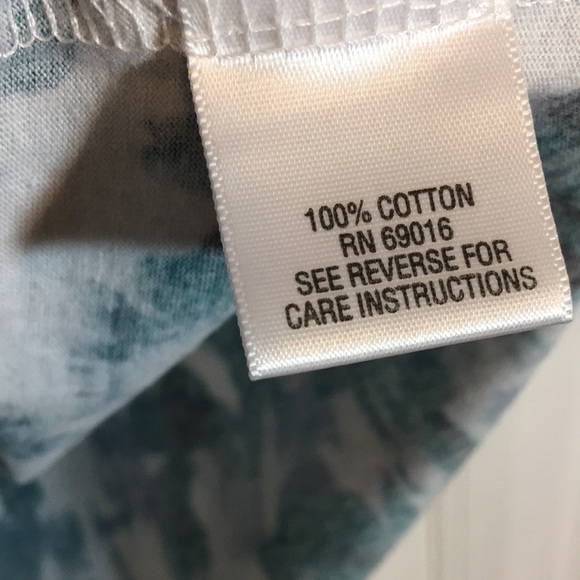 100% COTTON
RN 69016
SEE REVERSE FOR
CARE INSTRUCTIONS